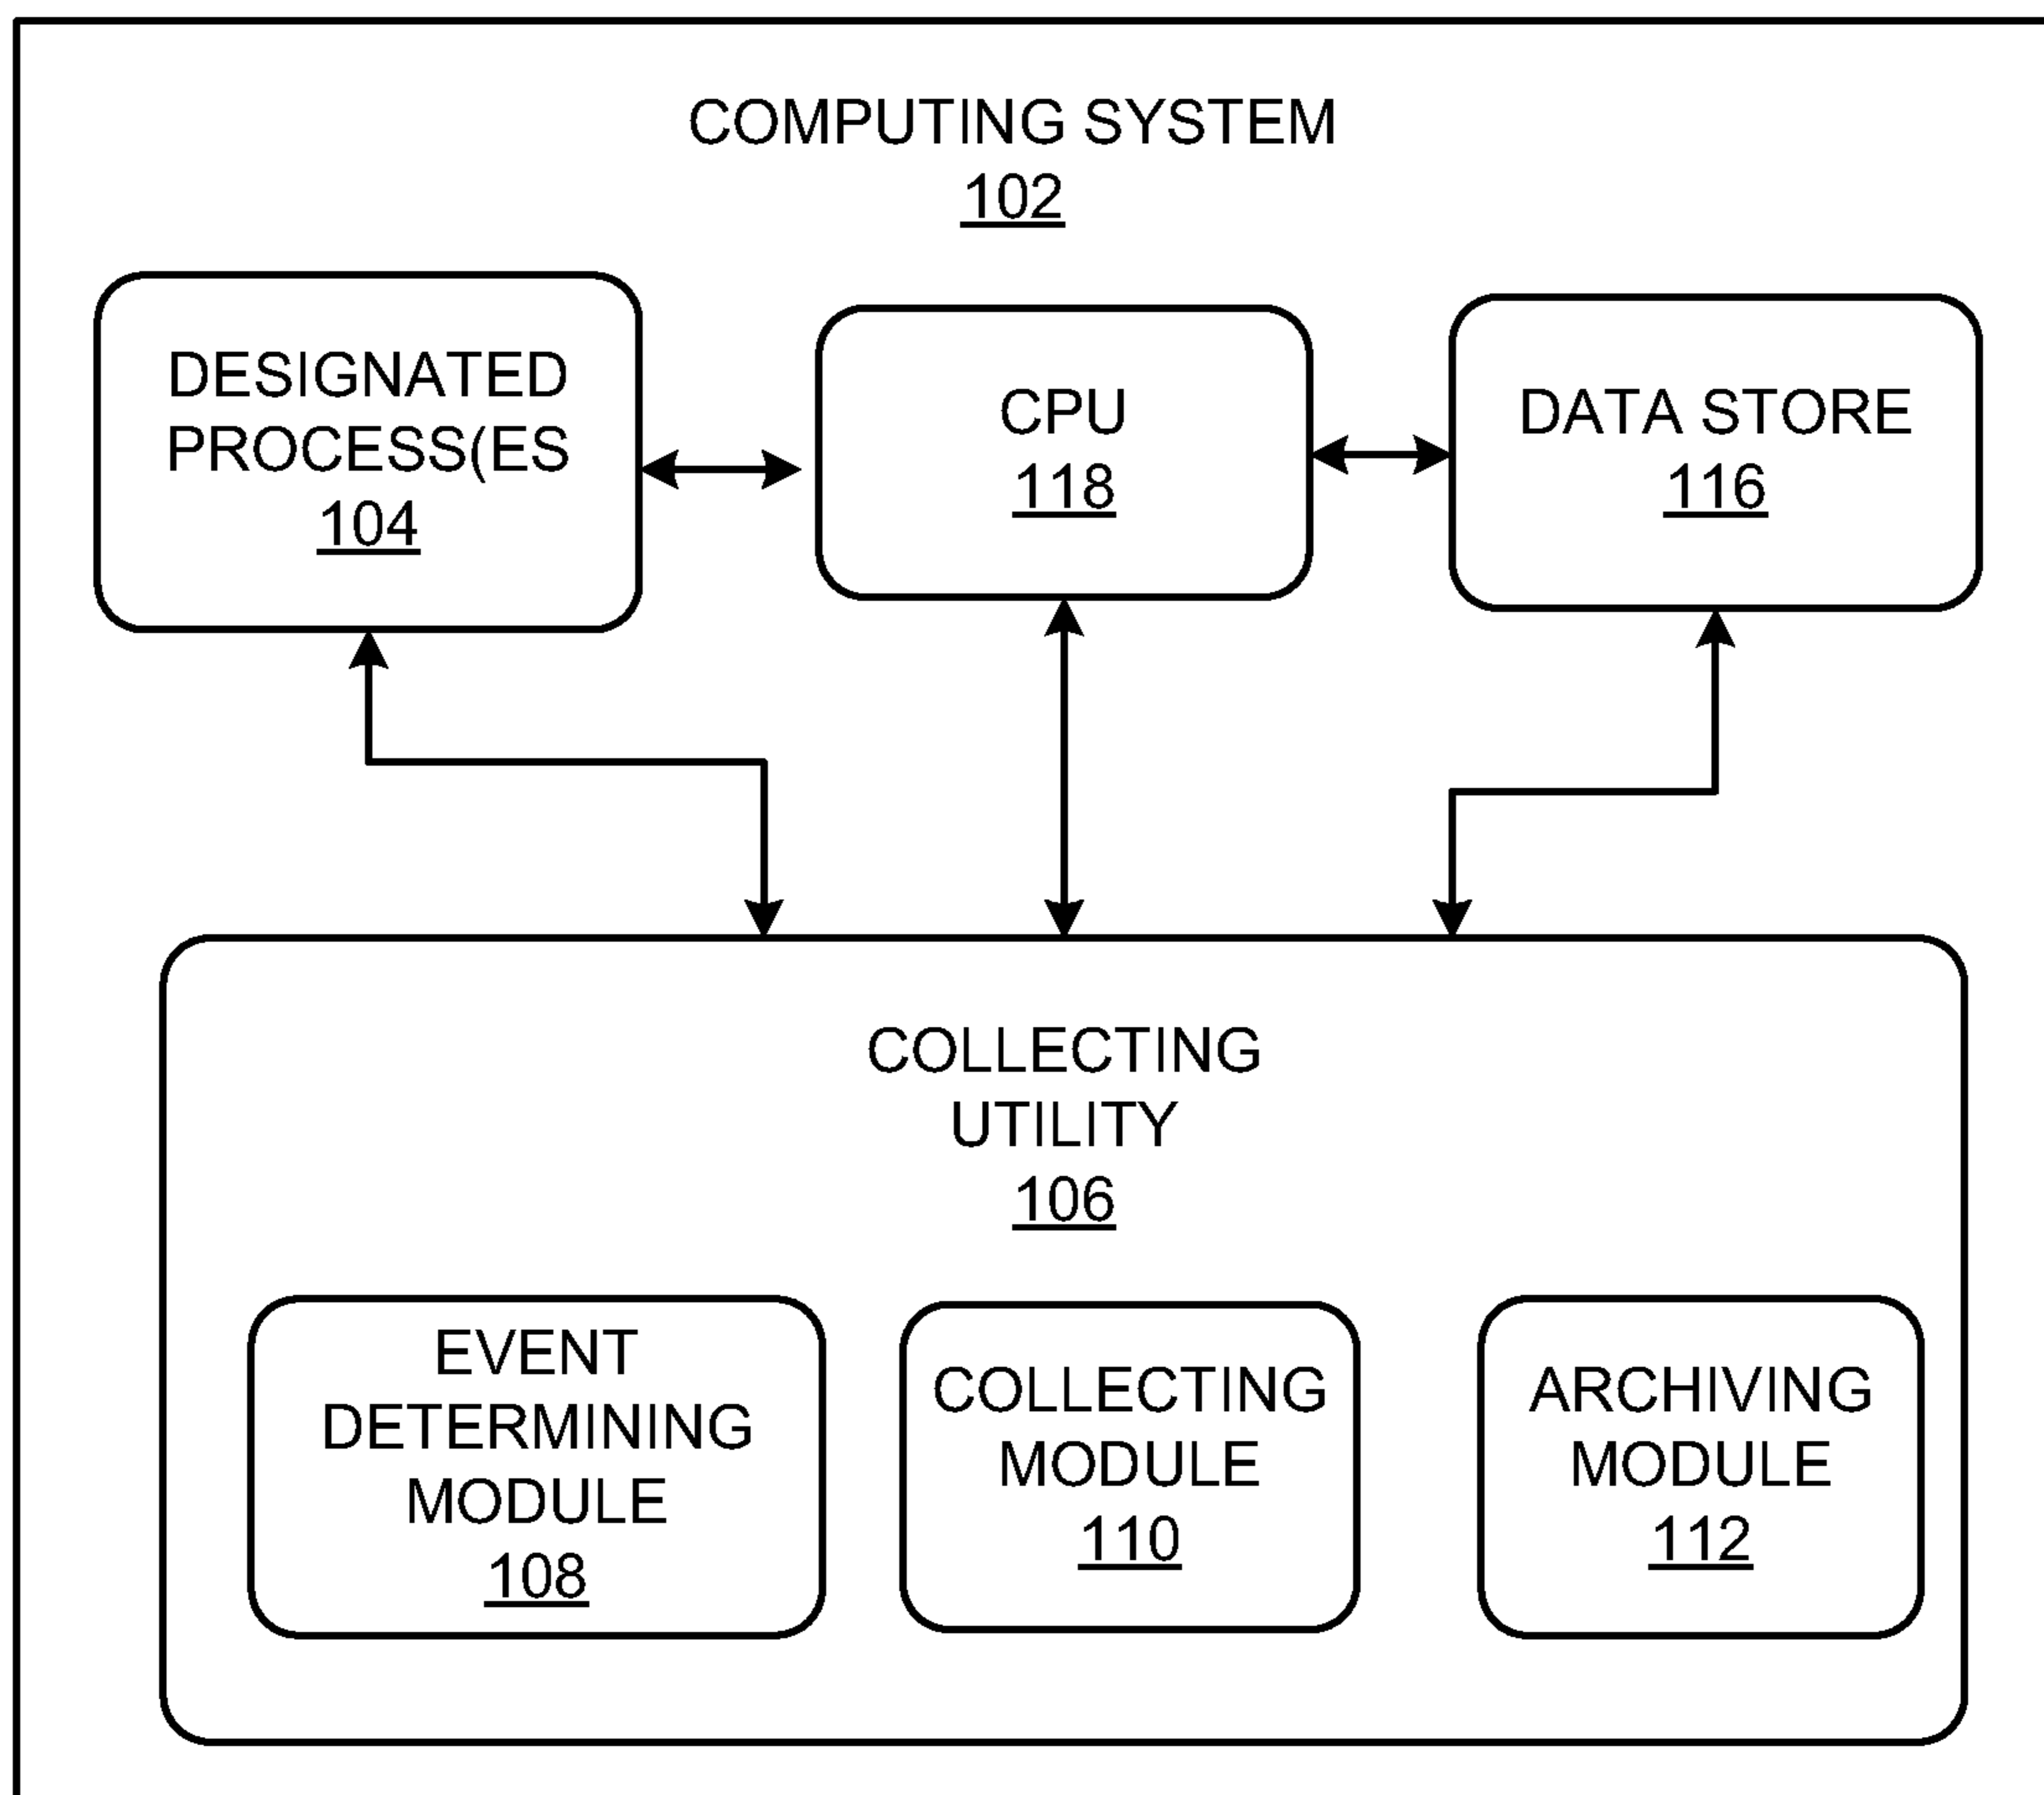 COMPUTING SYSTEM
102
DESIGNATED
PROCESS(ES
104
CPU
118
DATA STORE
116
COLLECTING
UTILITY
106
EVENT
DETERMINING
MODULE
108
COLLECTING
MODULE
110
ARCHIVING
MODULE
112